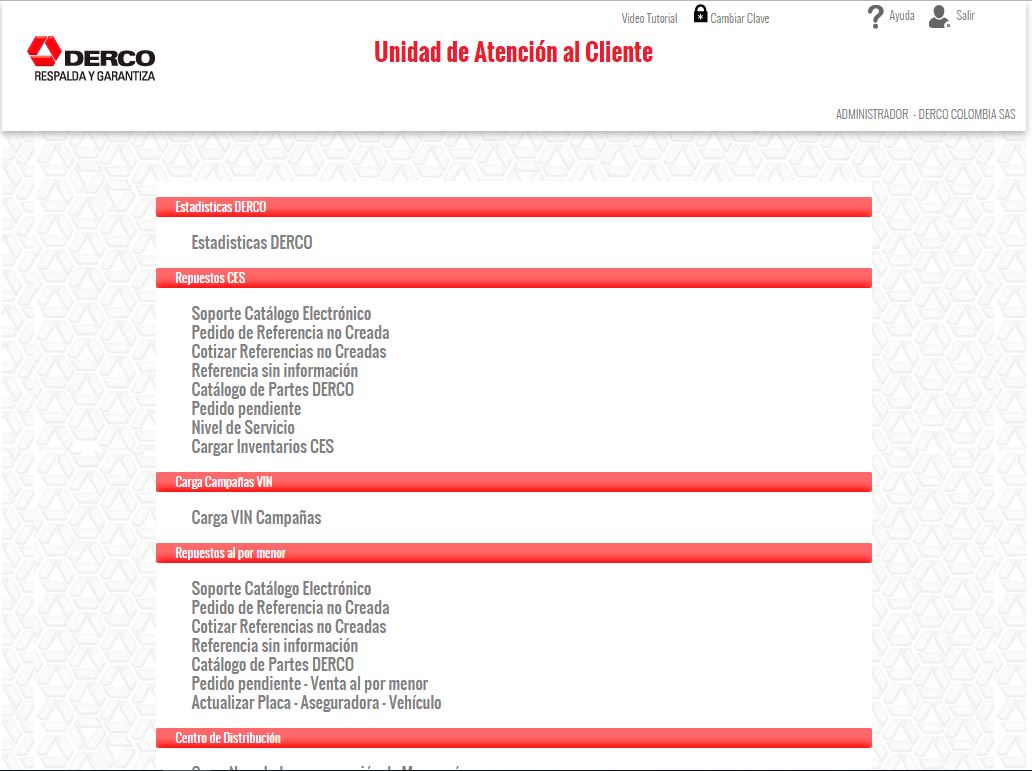 Video Tutorial
Cambiar Clave
Ayuda
Salir
DERCO
RESPALDA Y GARANTIZA
Unidad de Atención al Cliente
ADMINISTRADOR - DERCO COLOMBIA SAS
Estadisticas DERCO
Estadisticas DERCO
Repuestos CES
Soporte Catálogo Electrónico
Pedido de Referencia no Creada
Cotizar Referencias no Creadas
Referencia sin información
Catálogo de Partes DERCO
Pedido pendiente
Nivel de Servicio
Cargar Inventarios CES
Carga Campañas VIN
Carga VIN Campañas
Repuestos al por menor
Soporte Catálogo Electrónico
Pedido de Referencia no Creada
Cotizar Referencias no Creadas
Referencia sin información
Catálogo de Partes DERCO
Pedido pendiente - Venta al por menor
Actualizar Placa - Aseguradora - Vehículo
Centro de Distribución